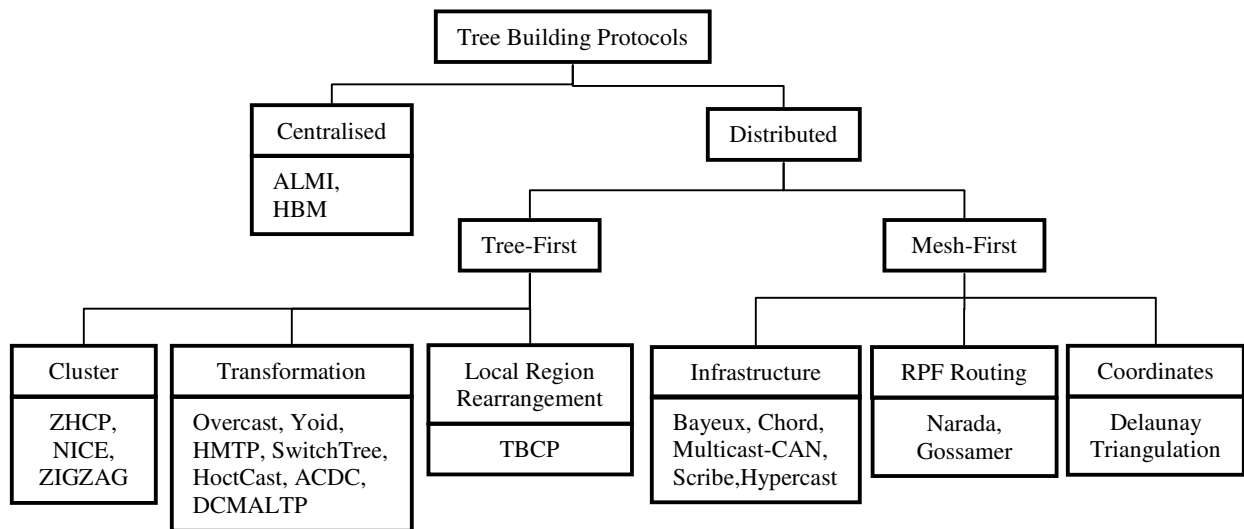 Tree Building Protocols
Centralised
ALMI,
HBM
Distributed
Tree-First
Mesh-First
Cluster
ZHCP,
NICE,
ZIGZAG
Transformation
Overcast, Yoid,
HMTP, SwitchTree,
HoctCast, ACDC,
DCMALTP
Local Region
Rearrangement
TBCP
Infrastructure
Bayeux, Chord,
Multicast-CAN,
Scribe,Hypercast
RPF Routing
Narada,
Gossamer
Coordinates
Delaunay
Triangulation